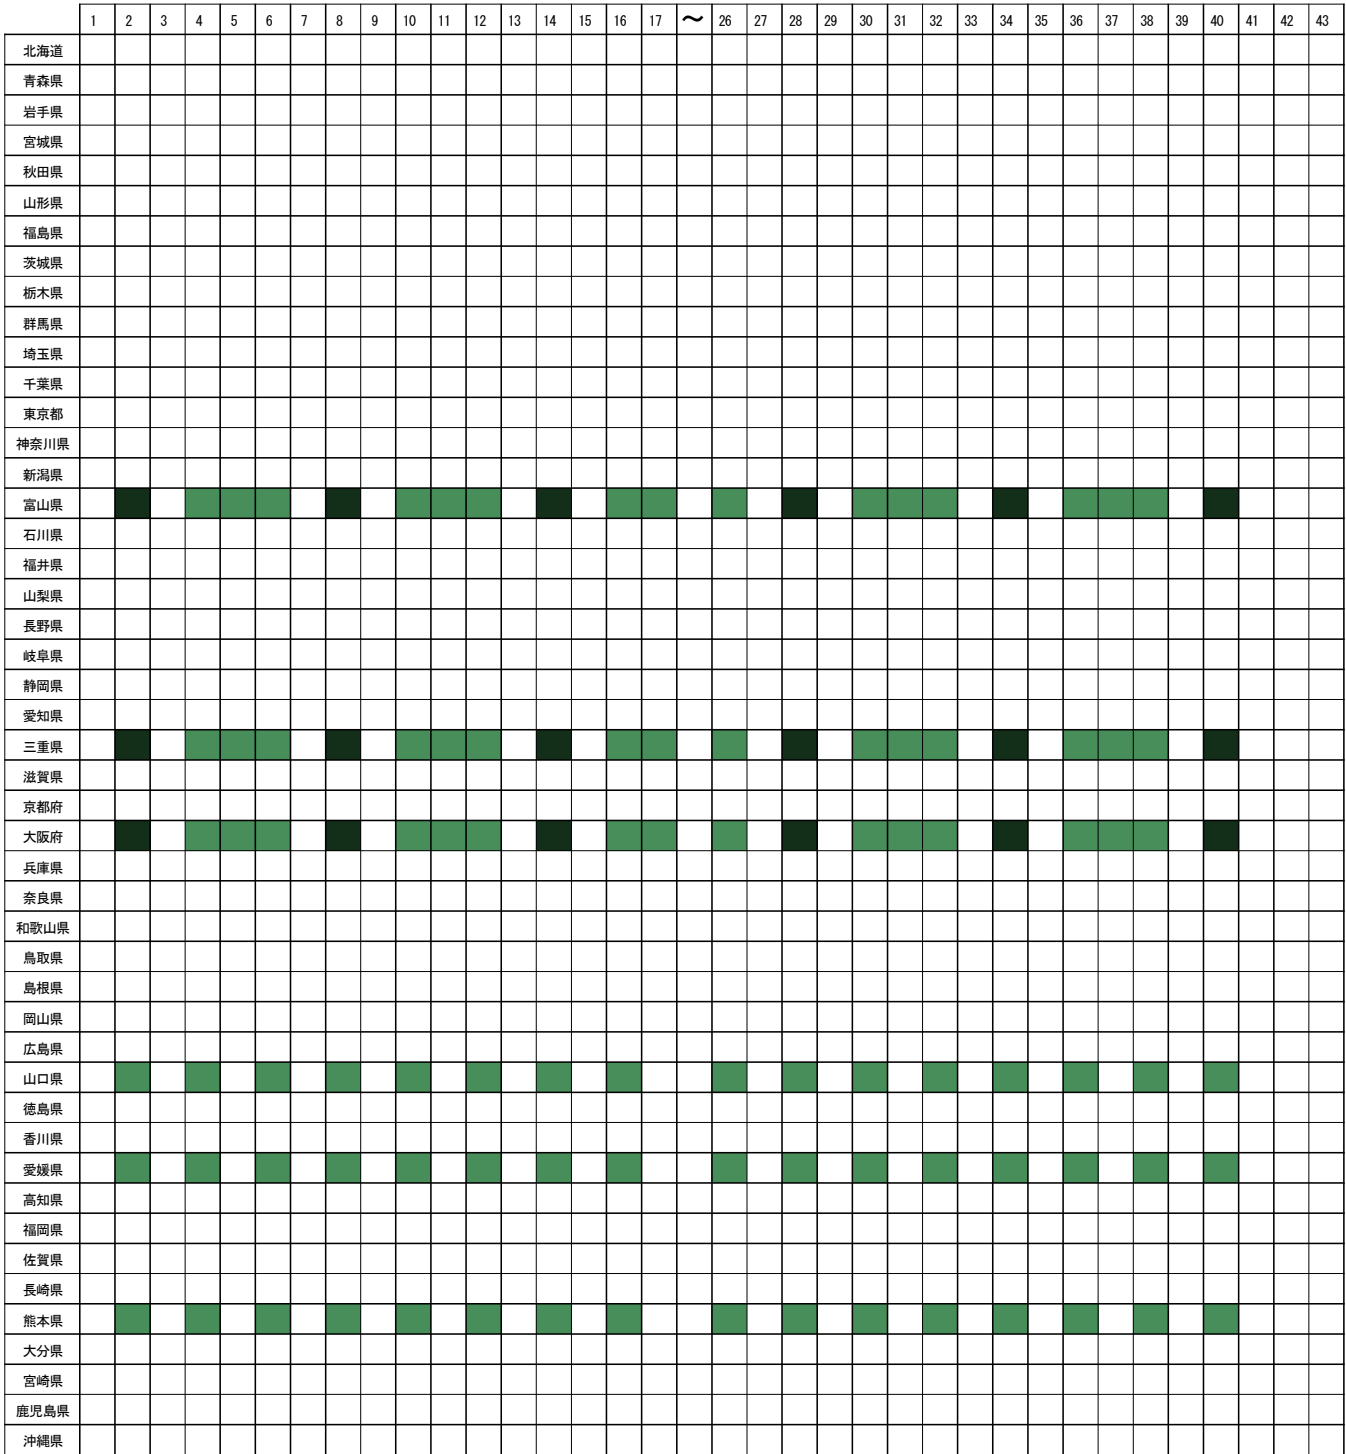 1 2 3 4 5 6 7 8 9 10 11 12 13 14 15 16 17 〜 26 27 28 29 30 31 32 33 34 35 36 37 38 39 40 41 42 43
北海道
青森県
岩手県
宮城県
秋田県
山形県
福島県
茨城県
栃木県
群馬県
埼玉県
千葉県
東京都
神奈川県
新潟県
富山県
石川県
福井県
山梨県
長野県
岐阜県
静岡県
愛知県
三重県
滋賀県
京都府
大阪府
兵庫県
奈良県
和歌山県
鳥取県
島根県
岡山県
広島県
山口県
徳島県
香川県
愛媛県
高知県
福岡県
佐賀県
長崎県
熊本県
大分県
宮崎県
鹿児島県
沖縄県